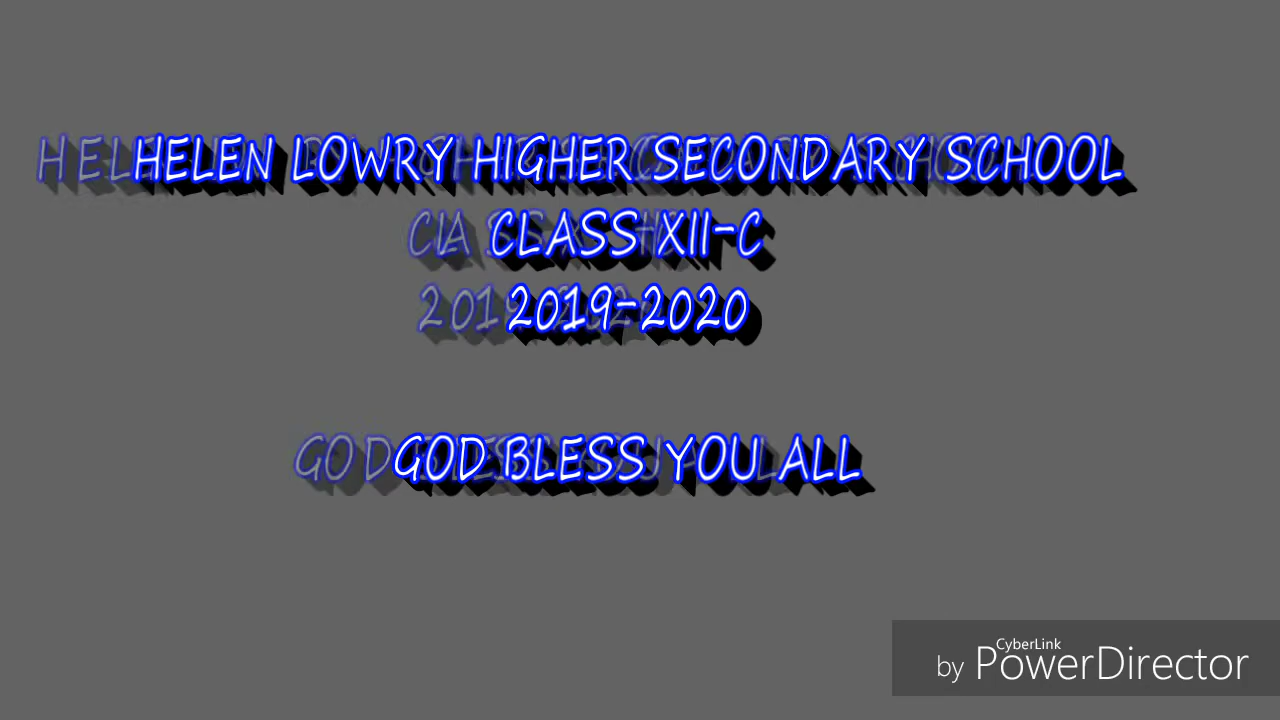 HELEN LOWRY HIGHER SECONDARY SCHOOL
CLASS XII-C
2019-2020
GOD BLESS YOU ALL
CyberLink
by PowerDirector